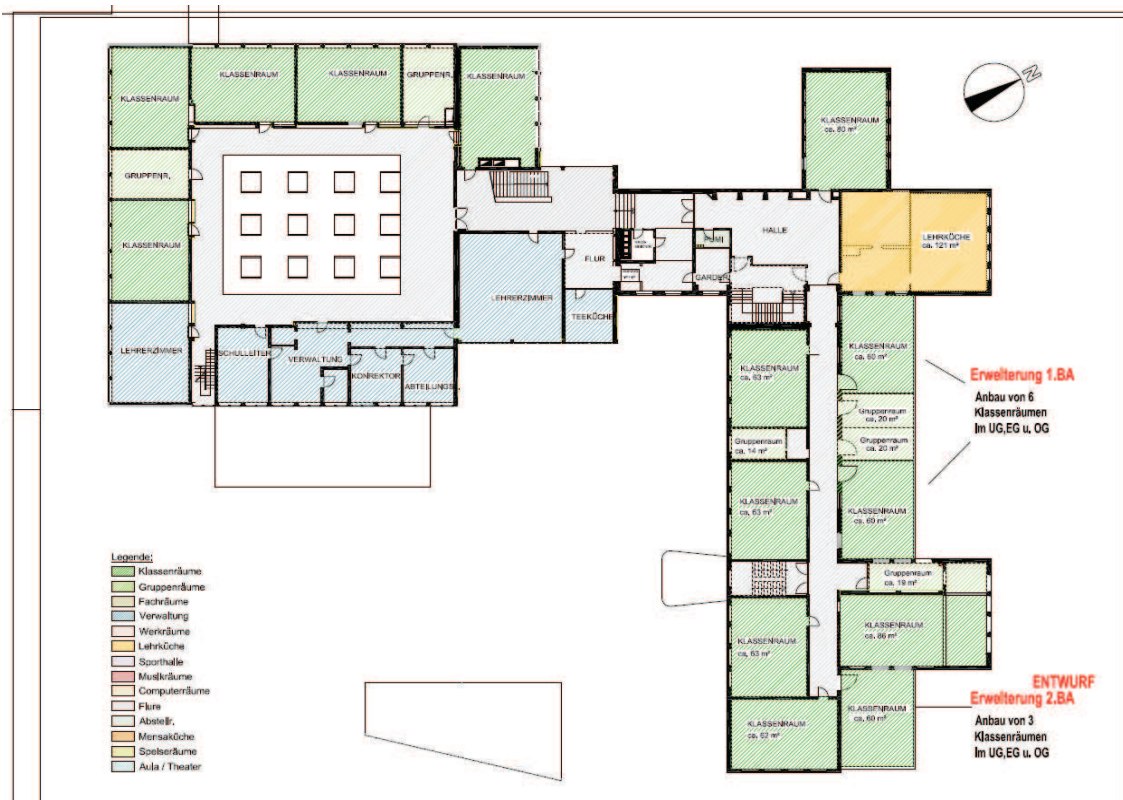 KLASSENRAUM
KLASSENRAUM
GRUPPENR.
KLASSENRAUM
KLASSENRAUM
N
KLASSENRAUM
ca. 80 m²
GRUPPENR.
KLASSENRAUM
LEHRERZIMMER
SCHULLEITER
VERWALTUNG
KONREKTOR
ABTEILUNGS.
LEHRERZIMMER
FLUR
TEEKÜCHE
PUMI
GARDER.
HALLE
LEHRKÜCHE
ca. 121 m²
KLASSENRAUM
ca. 63 m²
KLASSENRAUM
ca. 60 m²
Gruppenraum
ca. 20 m²
Gruppenraum
ca. 20 m²
Gruppenraum
ca. 14 m²
KLASSENRAUM
ca. 63 m²
KLASSENRAUM
ca. 60 m²
Erweiterung 1.BA
Anbau von 6
Klassenräumen
Im UG,EG u. OG
Gruppenraum
ca. 19 m²
KLASSENRAUM
ca. 86 m²
KLASSENRAUM
ca. 63 m²
KLASSENRAUM
ca. 62 m²
KLASSENRAUM
ca. 60 m²
ENTWURF
Erweiterung 2.BA
Anbau von 3
Klassenräumen
Im UG,EG u. OG
Legende:
Klassenräume
Gruppenräume
Fachräume
Verwaltung
Werkräume
Lehrküche
Sporthalle
Musikräume
Computerräume
Flure
Abstellr.
Mensaküche
Speiseräume
Aula / Theater